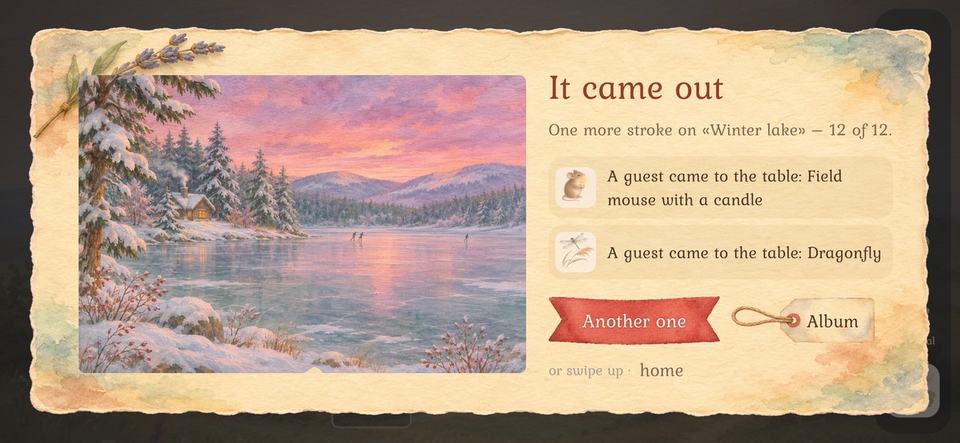 It came out
One more stroke on «Winter lake» – 12 of 12.
A guest came to the table: Field
mouse with a candle
A guest came to the table: Dragonfly
Another one
Album
or swipe up · home